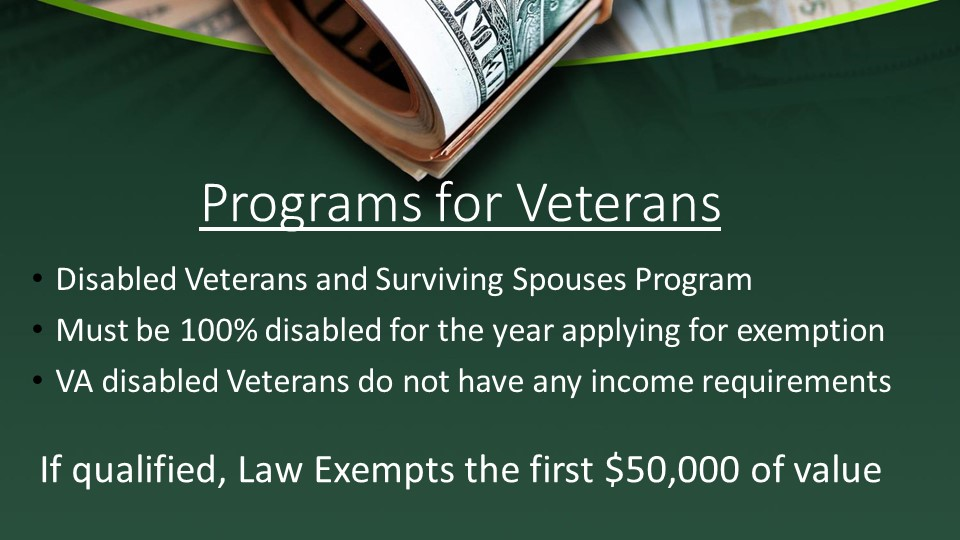 Programs for Veterans
• Disabled Veterans and Surviving Spouses Program
• Must be 100% disabled for the year applying for exemption
• VA disabled Veterans do not have any income requirements
If qualified, Law Exempts the first $50,000 of value